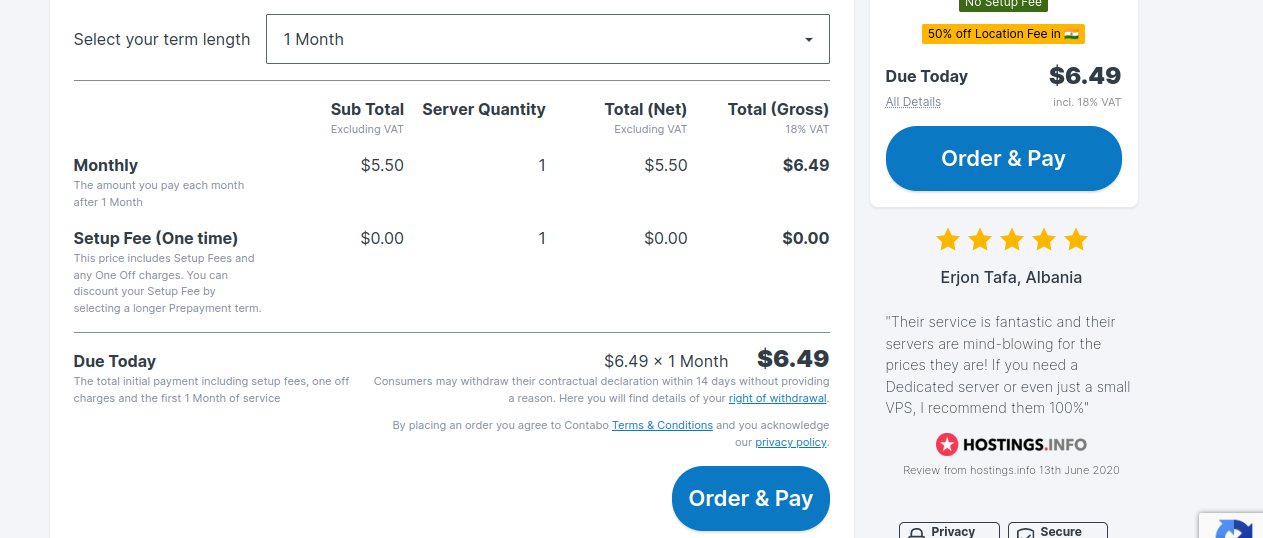 Select your term length 1 Month
Sub Total Server Quantity Total (Net) Total (Gross)
Excluding VAT Excluding VAT 18% VAT
Monthly $5.50 1 $5.50 $6.49
The amount you pay each month
after 1 Month
Setup Fee (One time) $0.00 1 $0.00 $0.00
This price includes Setup Fees and
any One Off charges. You can
discount your Setup Fee by
selecting a longer Prepayment term.
Due Today $6.49 × 1 Month $6.49
The total initial payment including setup fees, one off
charges and the first 1 Month of service
Consumers may withdraw their contractual declaration within 14 days without providing
a reason. Here you will find details of your right of withdrawal.
By placing an order you agree to Contabo Terms & Conditions and you acknowledge
our privacy policy.
Order & Pay
No Setup Fee
50% off Location Fee in 🇮🇳
Due Today $6.49
All Details incl. 18% VAT
Order & Pay
Erjon Tafa, Albania
"Their service is fantastic and their
servers are mind-blowing for the
prices they are! If you need a
Dedicated server or even just a small
VPS, I recommend them 100%"
HOSTINGS.INFO
Review from hostings.info 13th June 2020
Privacy Secure